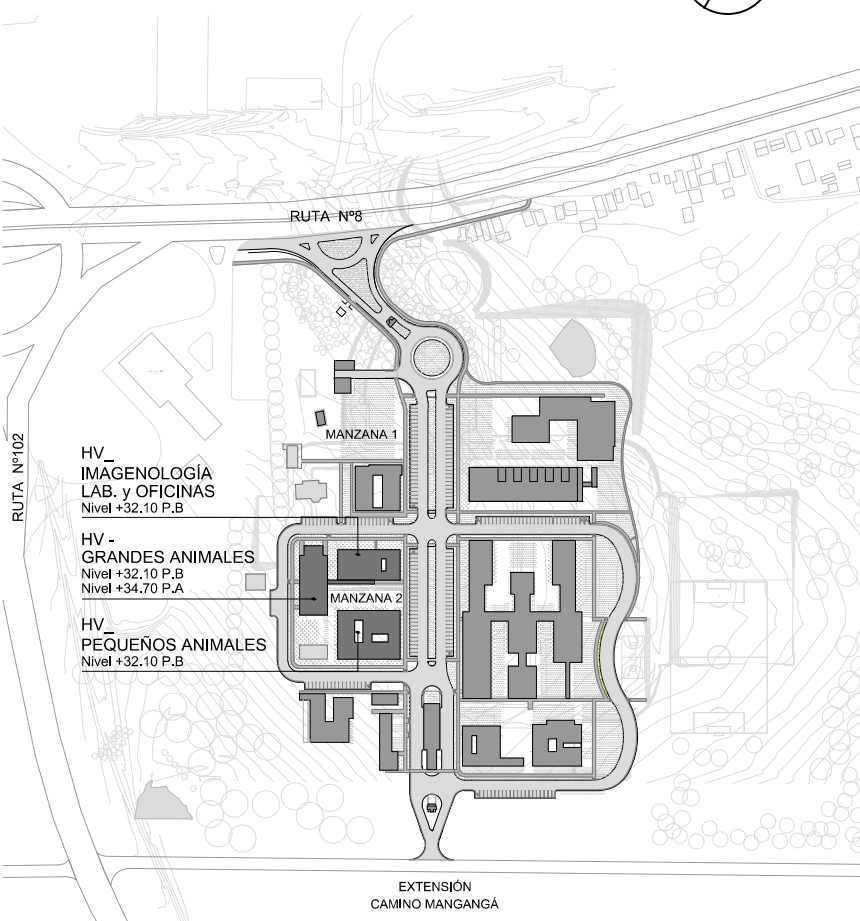 RUTA Nº8
MANZANA 1
RUTA Nº102
HV_
IMAGENOLOGÍA
LAB. y OFICINAS
Nivel +32.10 P.B
HV -
GRANDES ANIMALES
Nivel +32.10 P.B
Nivel +34.70 P.A
MANZANA 2
HV_
PEQUEÑOS ANIMALES
Nivel +32.10 P.B
EXTENSIÓN
CAMINO MANGANGÁ